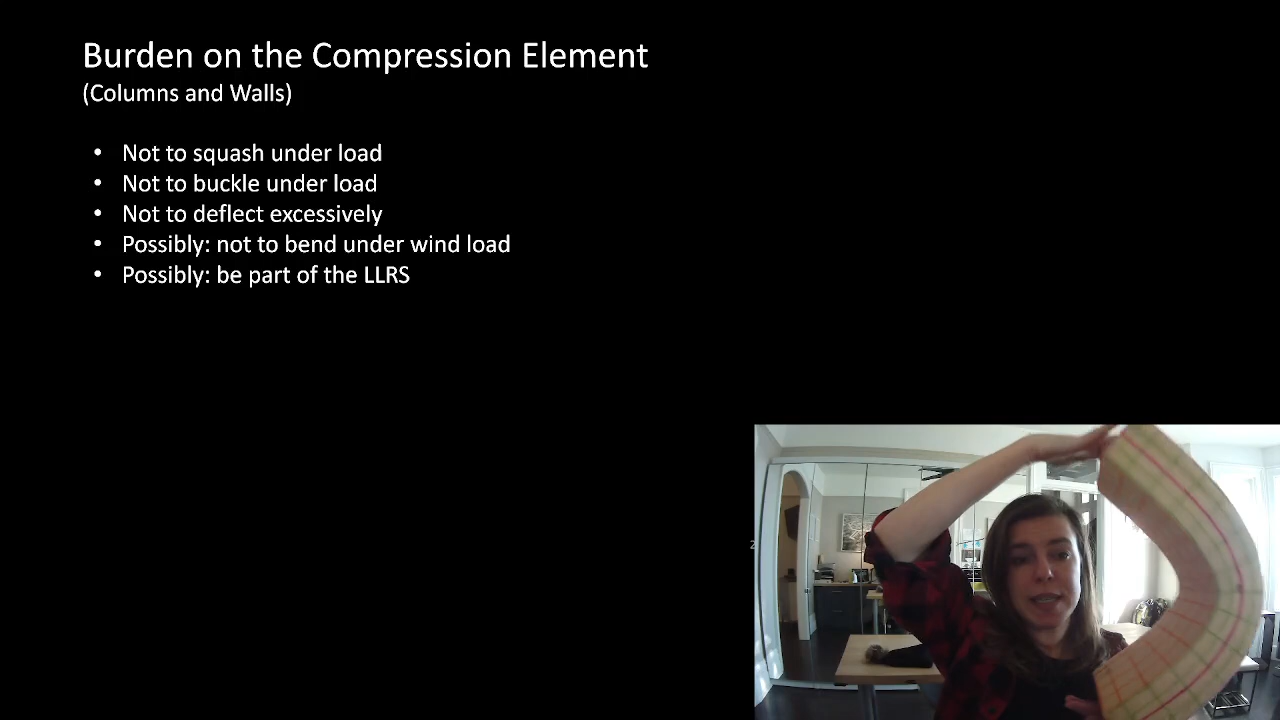 Burden on the Compression Element
(Columns and Walls)
• Not to squash under load
• Not to buckle under load
• Not to deflect excessively
• Possibly: not to bend under wind load
• Possibly: be part of the LLRS